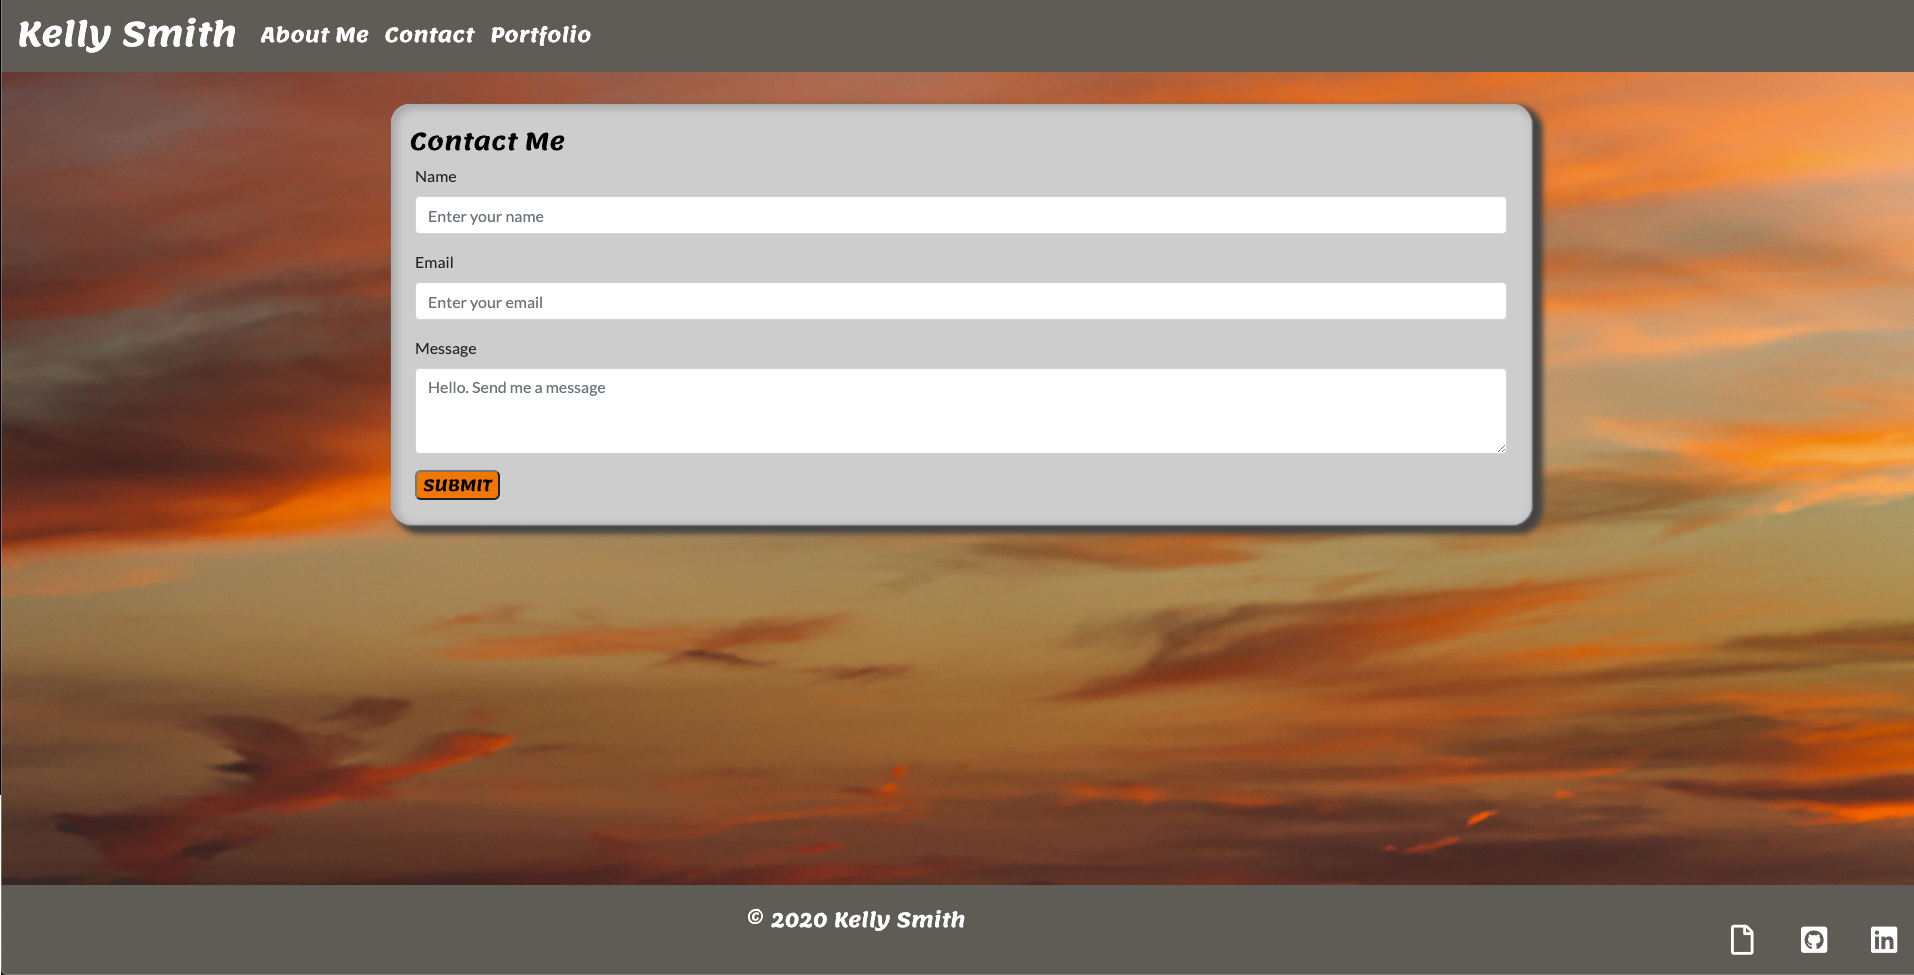 Kelly Smith About Me Contact Portfolio
Contact Me
Name
Enter your name
Email
Enter your email
Message
Hello. Send me a message
SUBMIT
© 2020 Kelly Smith
in